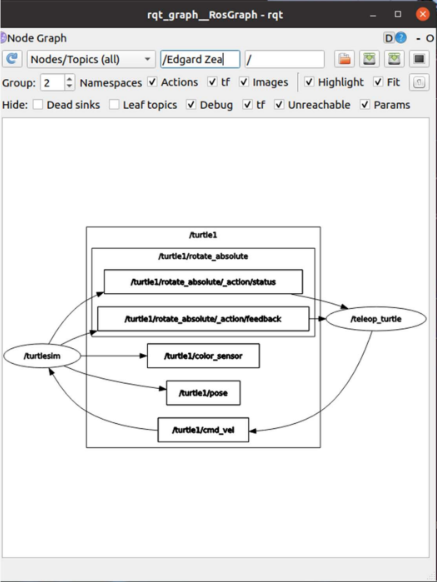 rqt_graph__RosGraph - rqt
Node Graph
D? - O
Nodes/Topics (all) /Edgard Zea /
Group: 2 Namespaces Actions tf Images Highlight Fit
Hide: Dead sinks Leaf topics Debug tf Unreachable Params
/turtle1
/turtle1/rotate_absolute
/turtle1/rotate_absolute/_action/status
/turtle1/rotate_absolute/_action/feedback
/teleop_turtle
/turtlesim
/turtle1/color_sensor
/turtle1/pose
/turtle1/cmd_vel